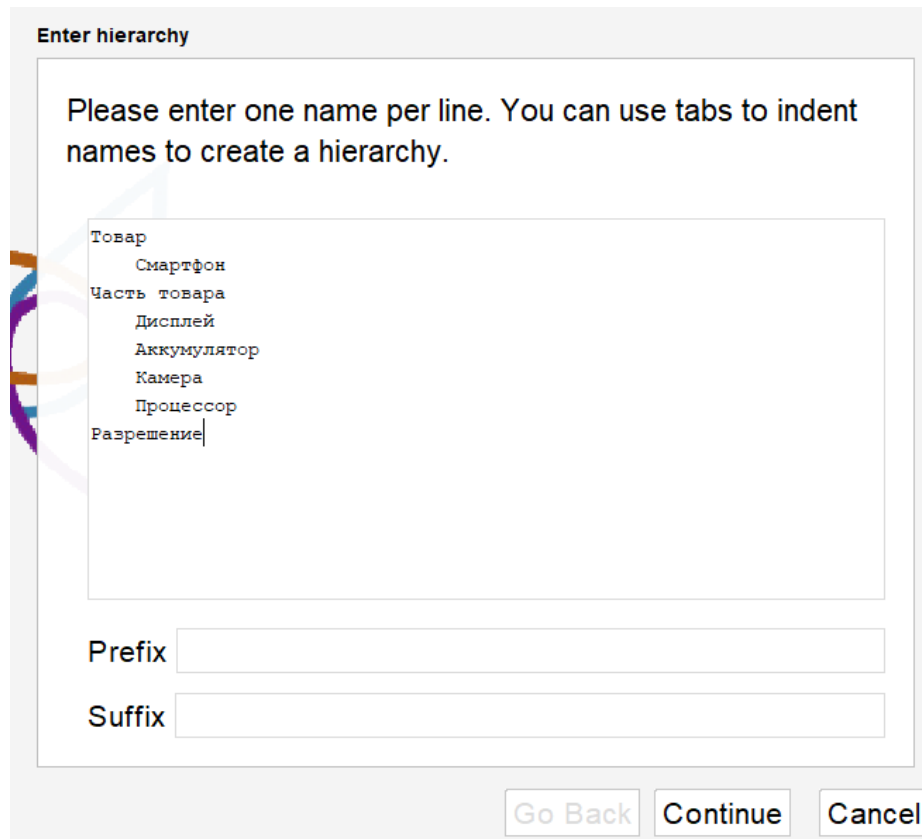 Enter hierarchy
Please enter one name per line. You can use tabs to indent
names to create a hierarchy.
Товар
Смартфон
Часть товара
Дисплей
Аккумулятор
Камера
Процессор
Разрешение
Prefix
Suffix
Go Back Continue Cancel